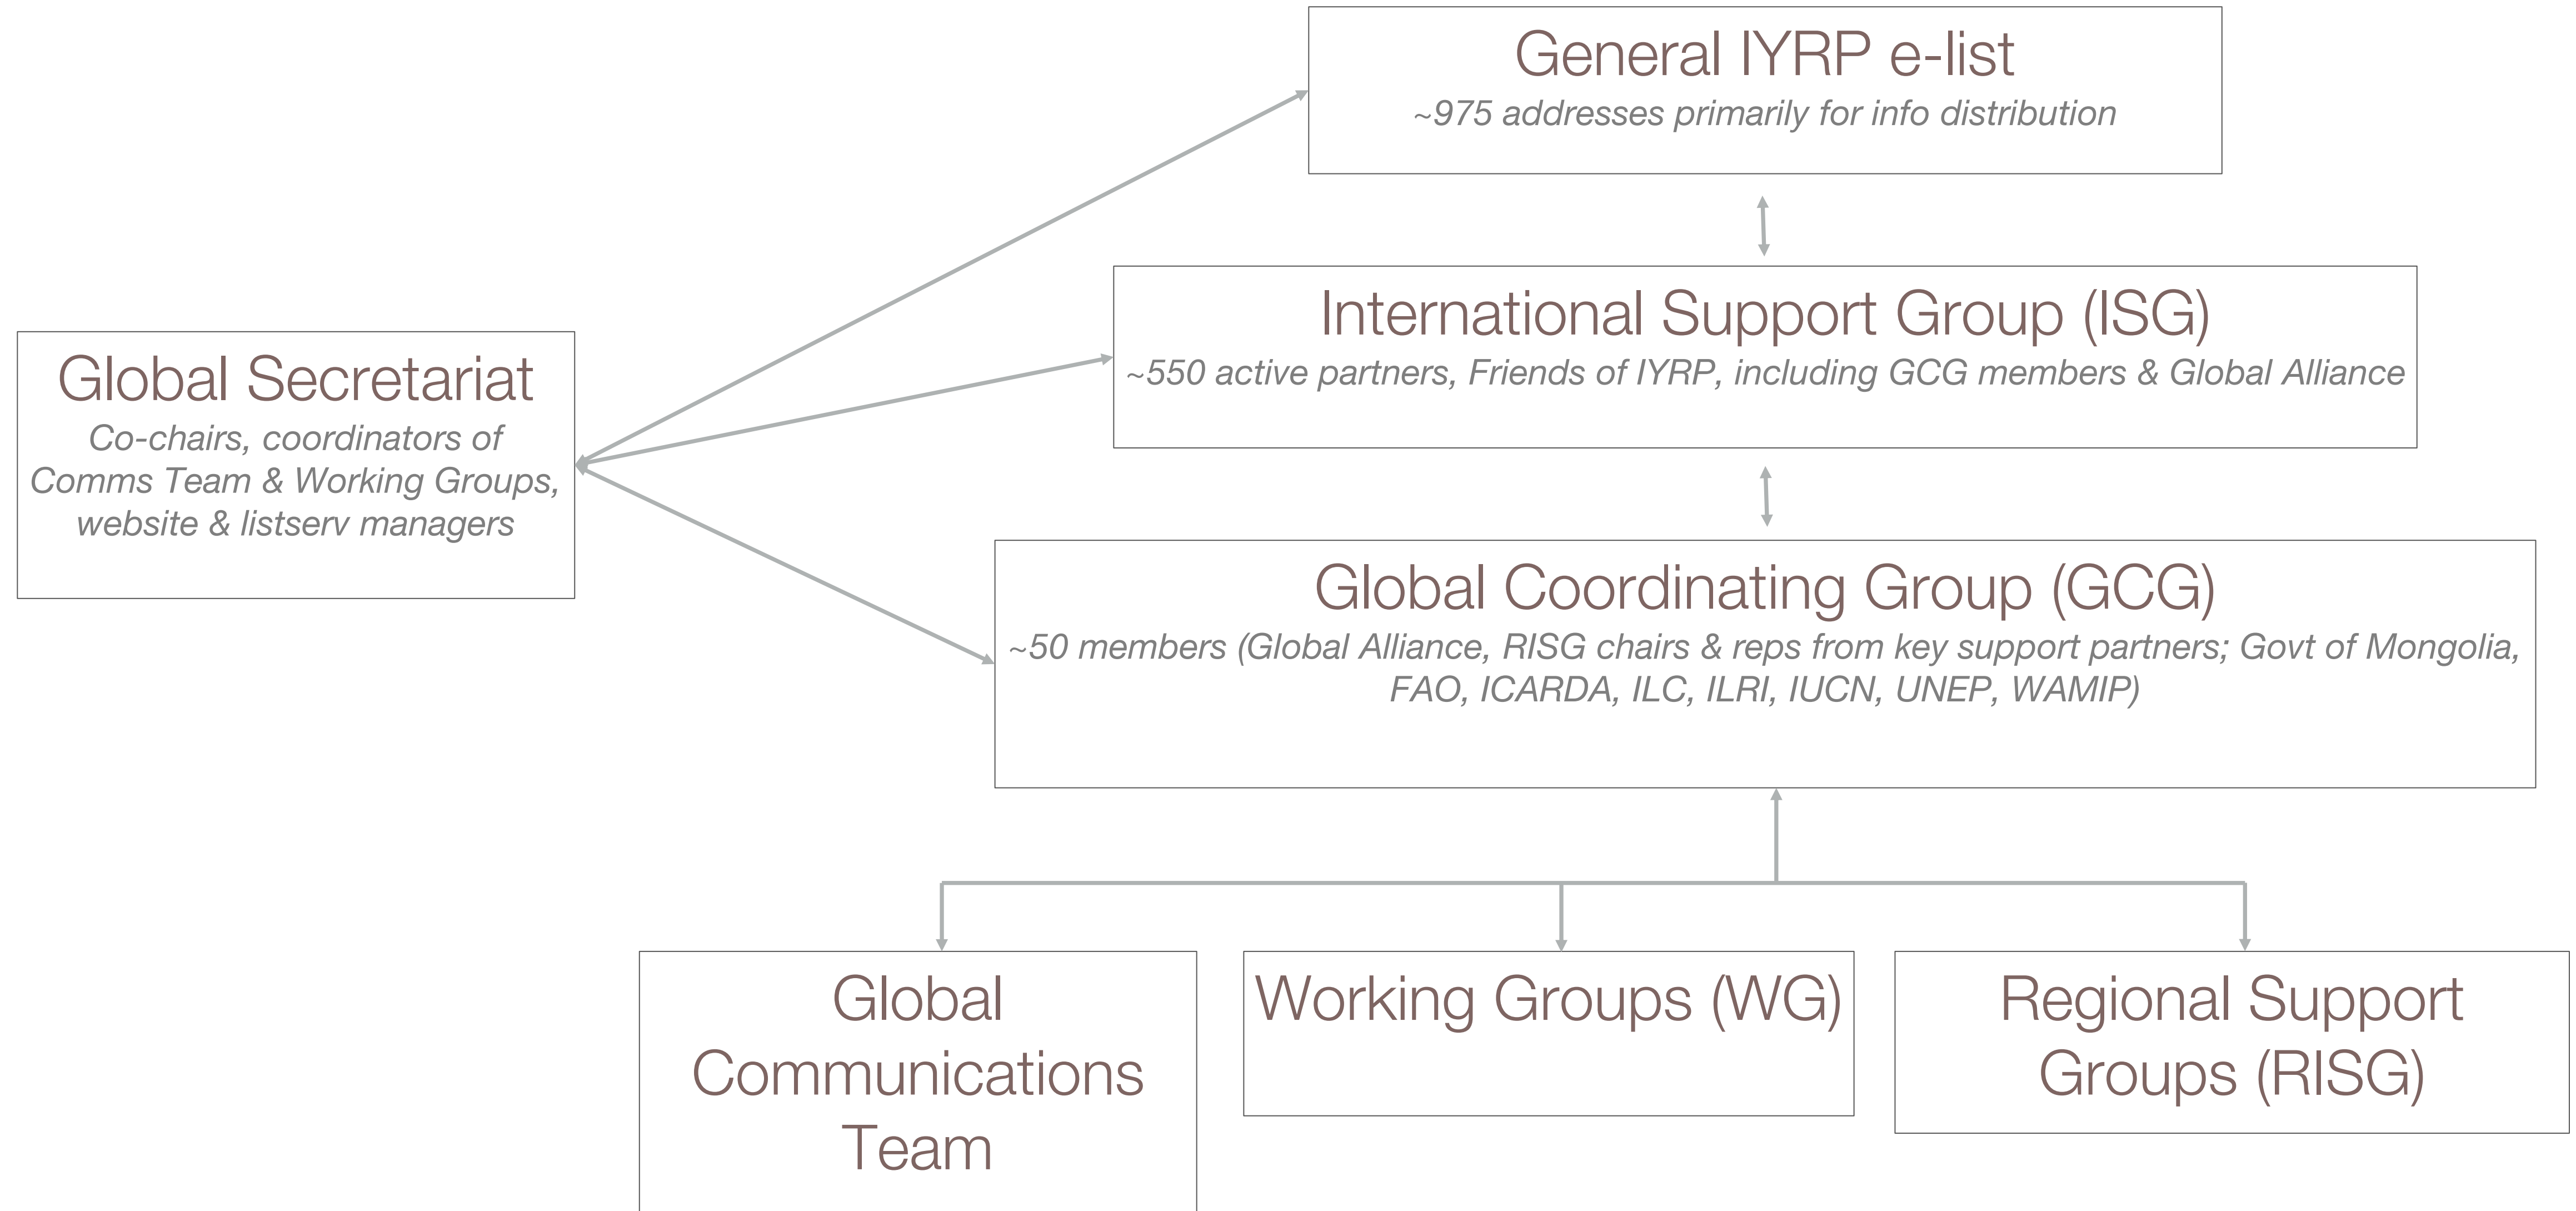 General IYRP e-list
~975 addresses primarily for info distribution
International Support Group (ISG)
~550 active partners, Friends of IYRP, including GCG members & Global Alliance
Global Secretariat
Co-chairs, coordinators of
Comms Team & Working Groups,
website & listserv managers
Global Coordinating Group (GCG)
~50 members (Global Alliance, RISG chairs & reps from key support partners; Govt of Mongolia,
FAO, ICARDA, ILC, ILRI, IUCN, UNEP, WAMIP)
Global
Communications
Team
Working Groups (WG)
Regional Support
Groups (RISG)